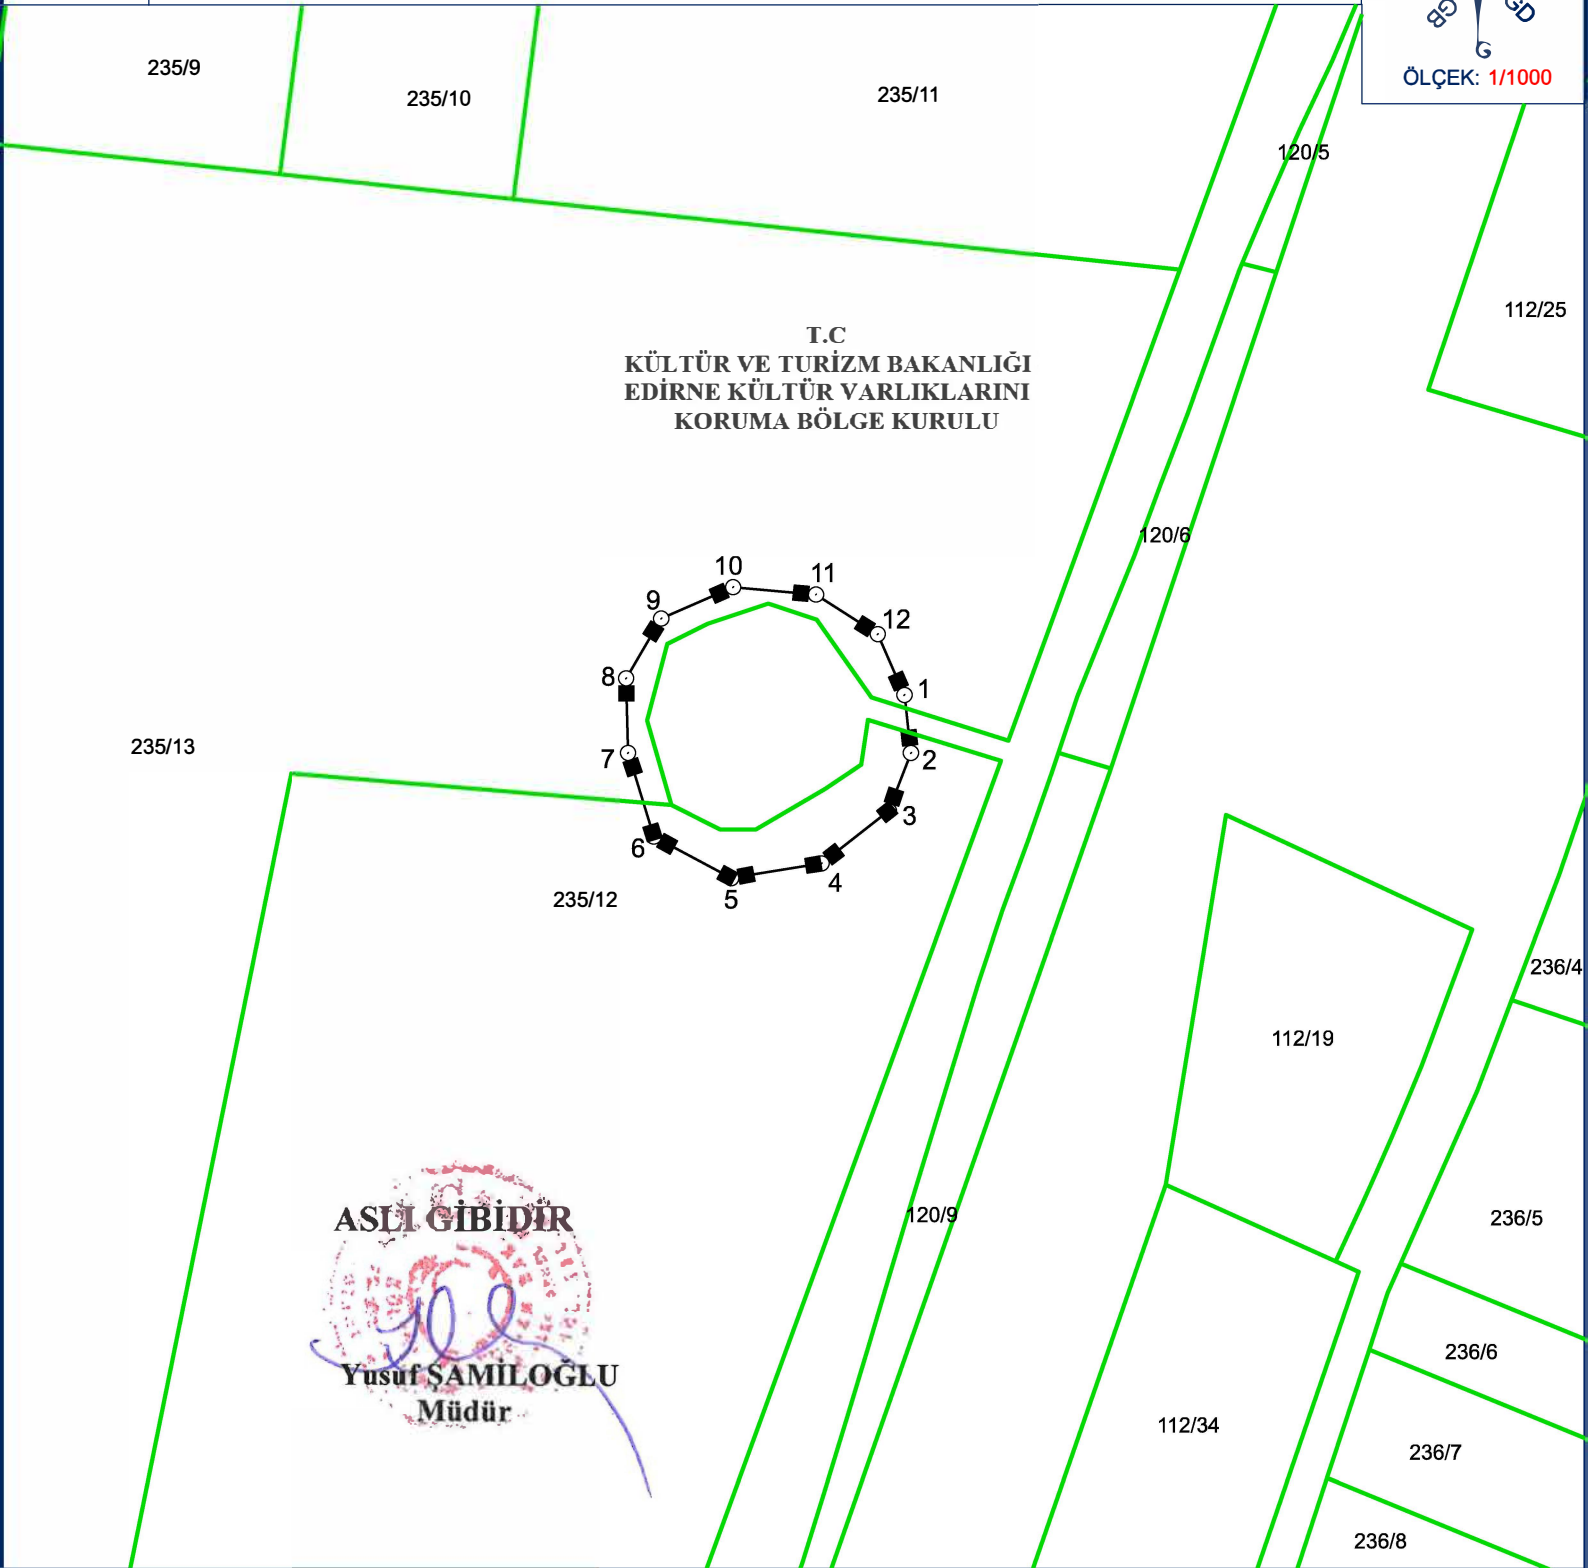 GB
GD
G
ÖLÇEK: 1/1000
235/9
235/10
235/11
120/5
112/25
T.C
KÜLTÜR VE TURİZM BAKANLIĞI
EDİRNE KÜLTÜR VARLIKLARINI
KORUMA BÖLGE KURULU
120/6
10
11
9
12
8
1
235/13
7
2
3
6
4
5
235/12
236/4
112/19
ASLI GİBİDİR
120/9
236/5
236/6
Yusuf ŞAMİLOĞLU
Müdür
112/34
236/7
236/8